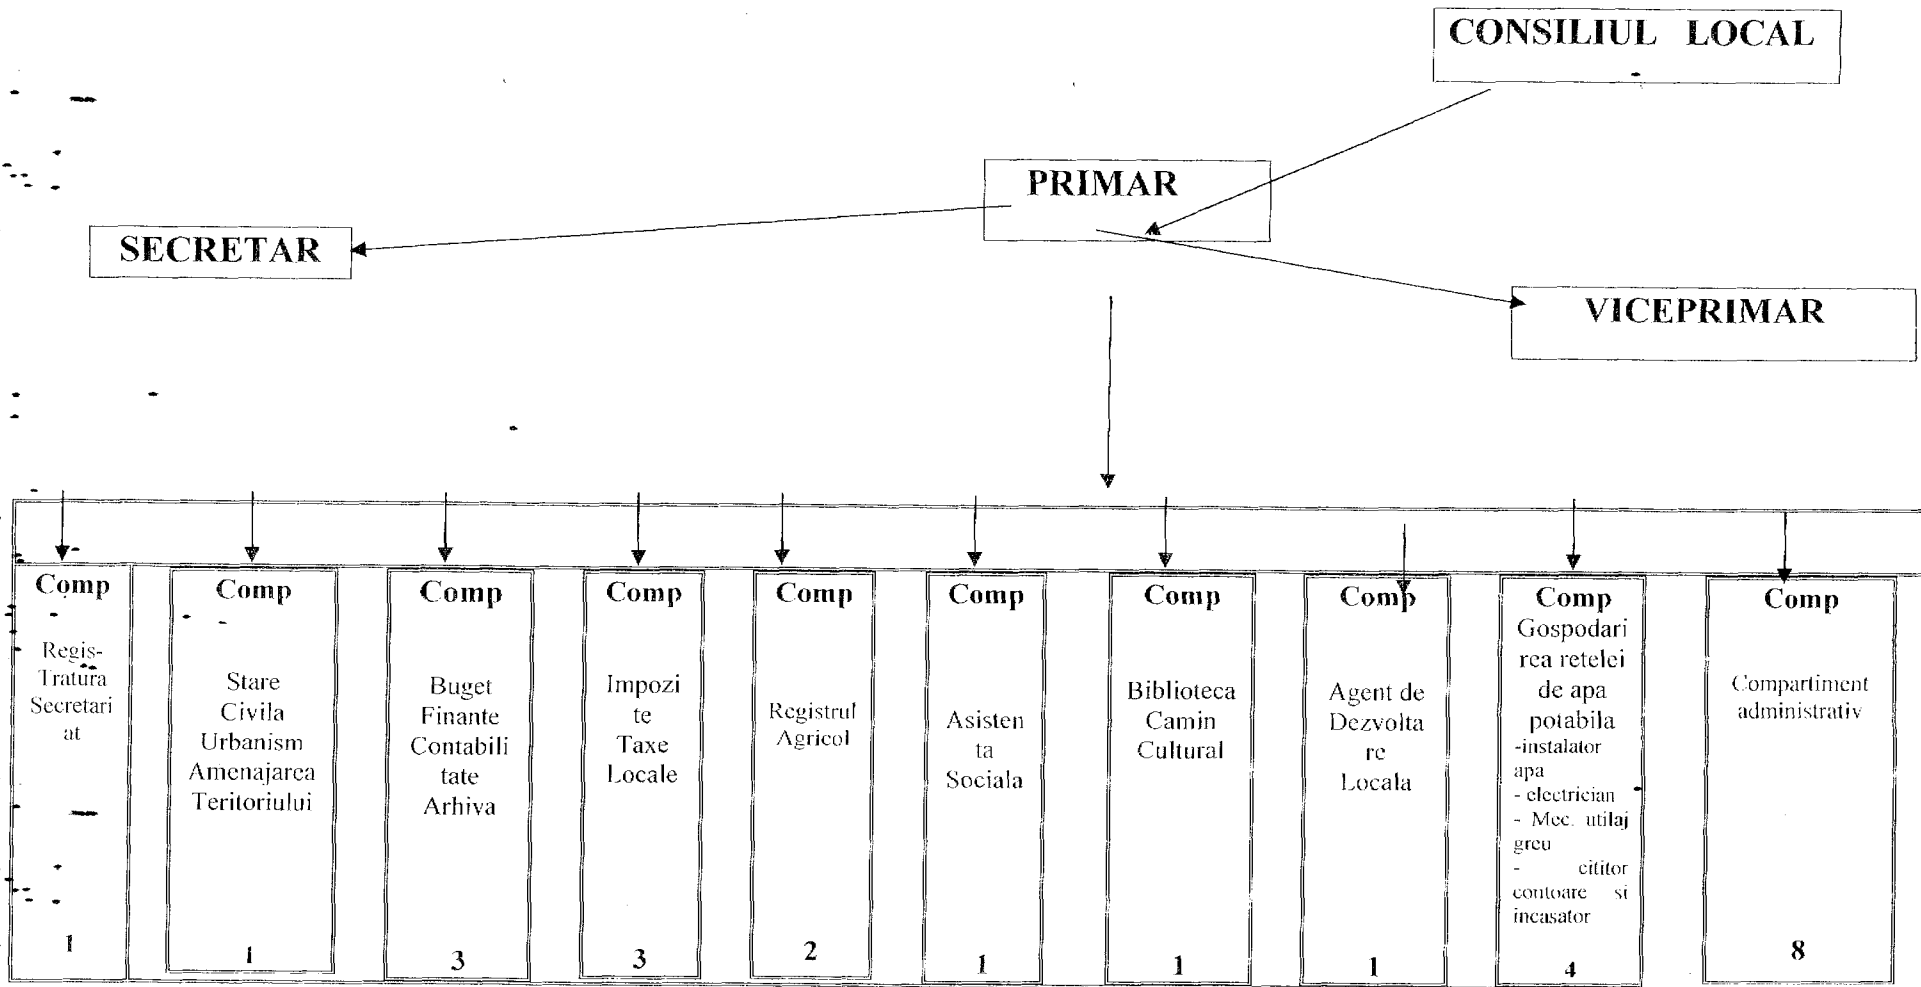 CONSILIUL LOCAL
PRIMAR
SECRETAR
VICEPRIMAR
Comp
Regis-
Tratura
Secretari
at
1
Comp
Stare
Civila
Urbanism
Amenajarea
Teritoriului
1
Comp
Buget
Finante
Contabili
tate
Arhiva
3
Comp
Impozi
te
Taxe
Locale
3
Comp
Registrul
Agricol
2
Comp
Asisten
ta
Sociala
1
Comp
Biblioteca
Camin
Cultural
1
Comp
Agent de
Dezvolta
re
Locala
1
Comp
Gospodari
rea retelei
de apa
potabila
-instalator
apa
- electrician
- Mec. utilaj
greu
- cititor
contoare si
incasator
4
Comp
Compartiment
administrativ
8